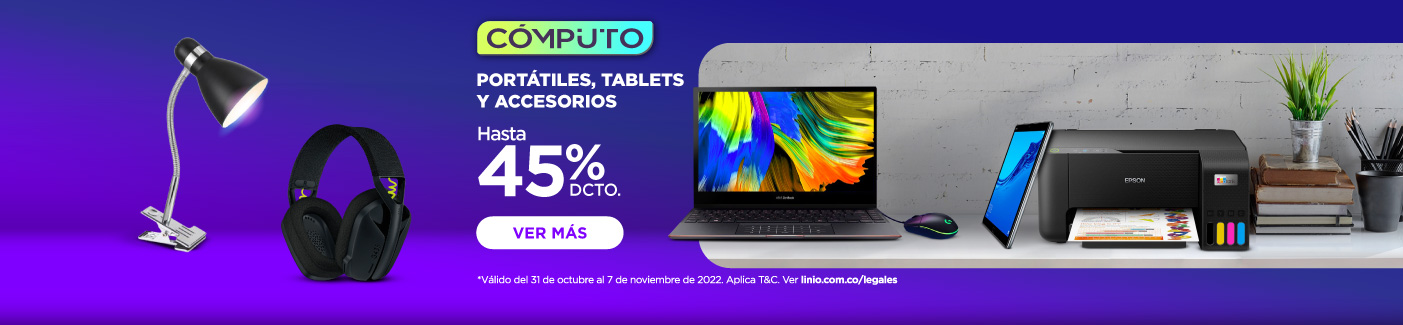 CÓMPUTO
PORTÁTILES, TABLETS
Y ACCESORIOS
Hasta
45%
DCTO.
VER MÁS
*Válido del 31 de octubre al 7 de noviembre de 2022. Aplica T&C. Ver linio.com.co/legales
EPSON